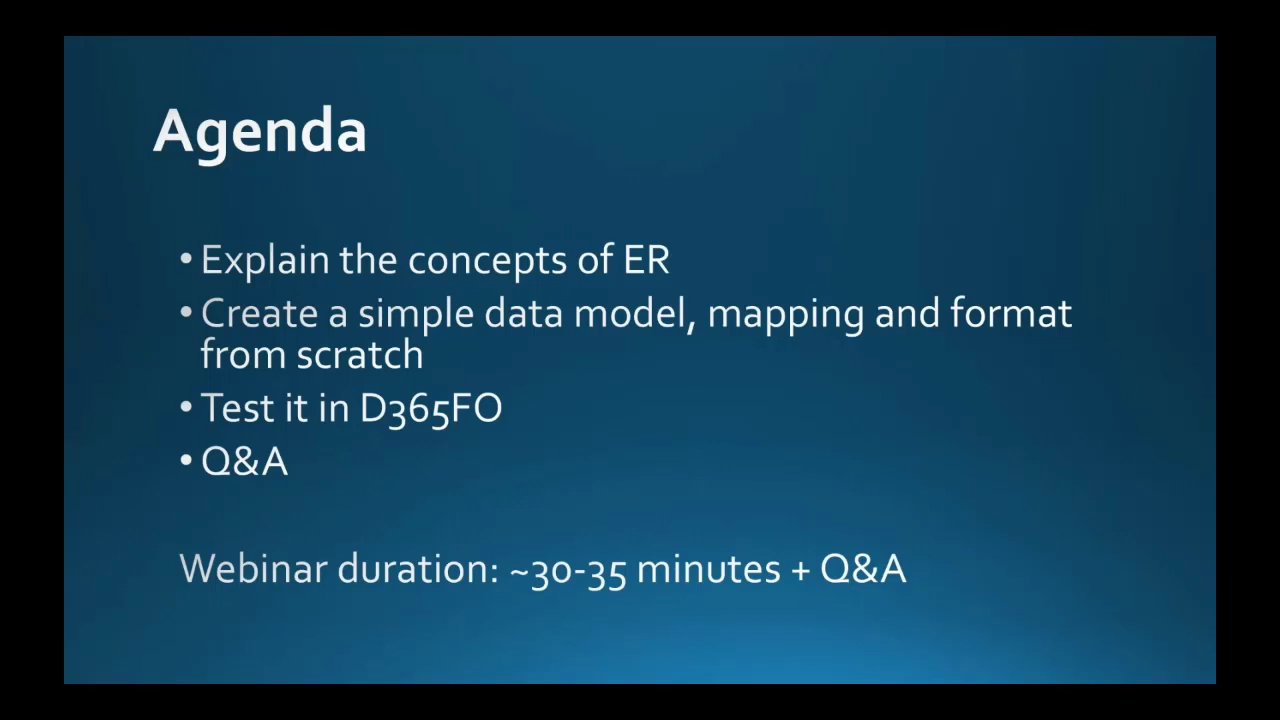 Agenda
• Explain the concepts of ER
• Create a simple data model, mapping and format
from scratch
• Test it in D365FO
• Q&A
Webinar duration: ~30-35 minutes + Q&A